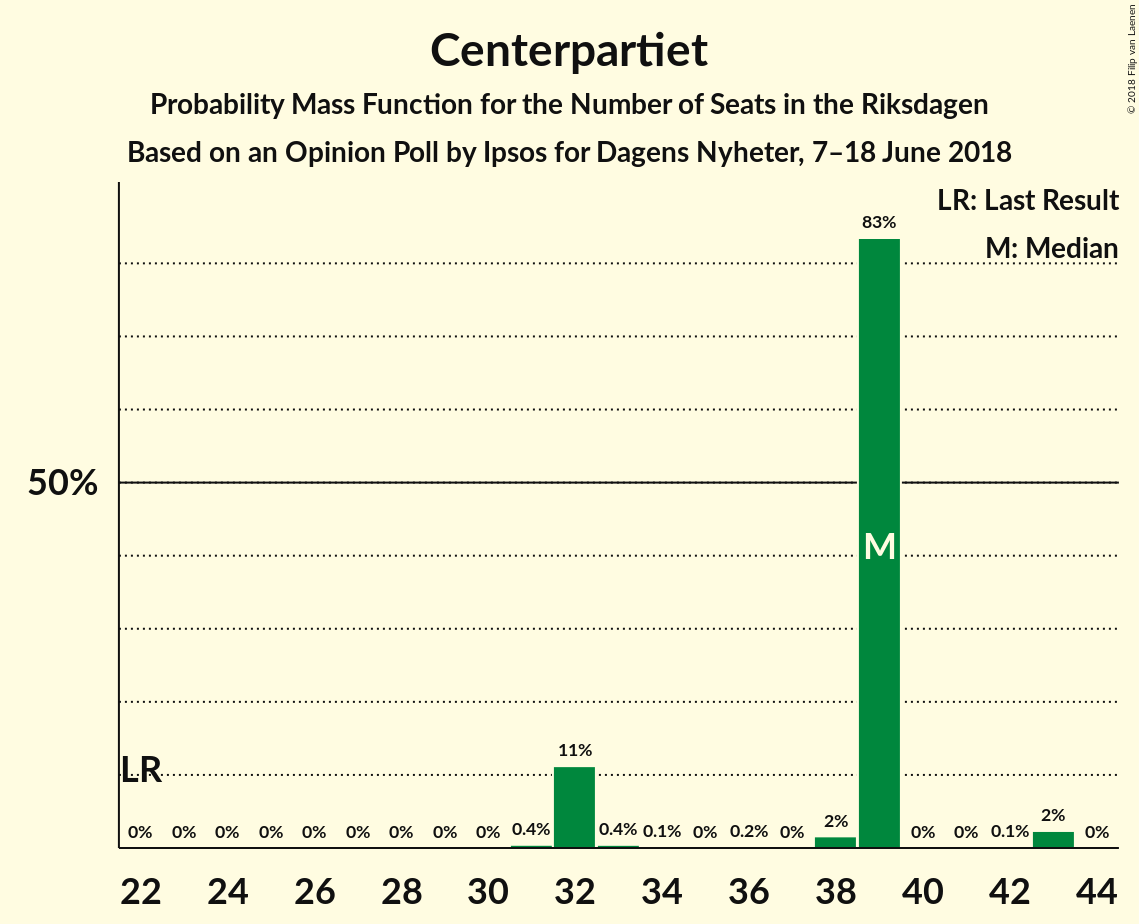 Centerpartiet
Probability Mass Function for the Number of Seats in the Riksdagen
Based on an Opinion Poll by Ipsos for Dagens Nyheter, 7–18 June 2018
© 2018 Filip van Laenen
LR: Last Result
M: Median
83%
50%
M
LR
11%
0% 0% 0% 0% 0% 0% 0% 0% 0% 0.4% 0.4% 0.1% 0% 0.2% 0% 2% 0% 0% 0.1% 2% 0%
22 24 26 28 30 32 34 36 38 40 42 44